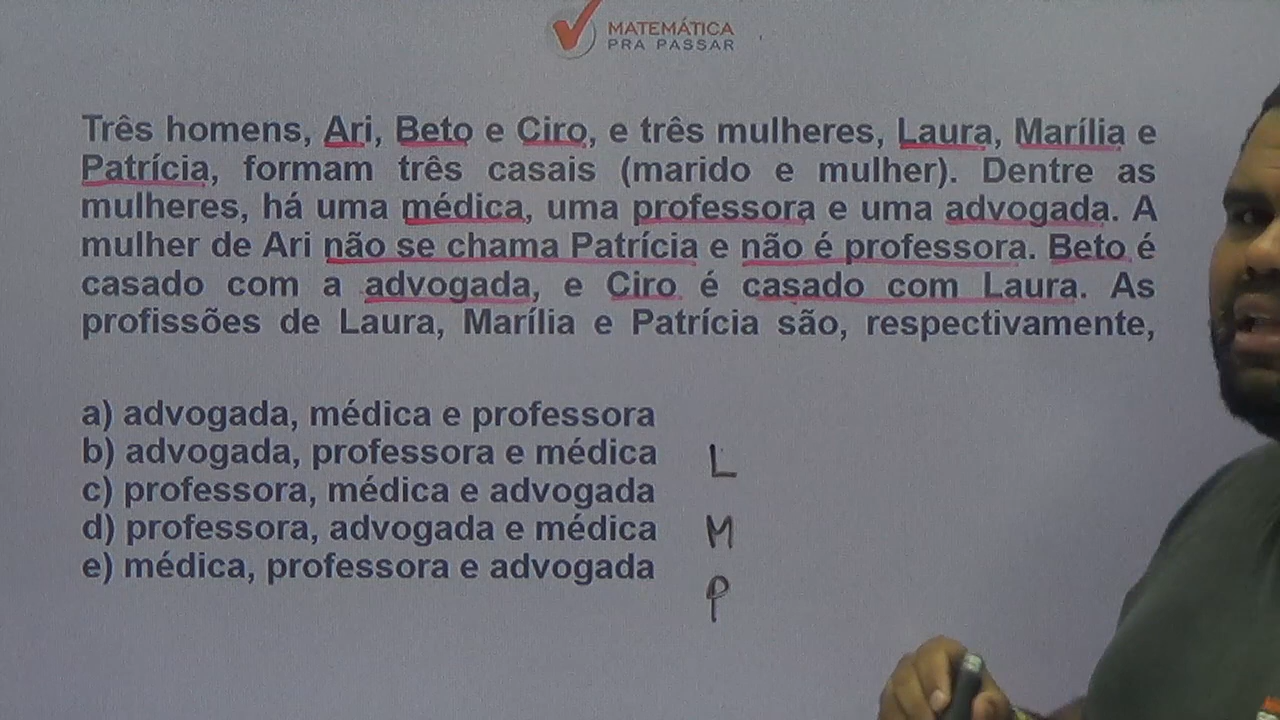 MATEMÁTICA
PRA PASSAR
Três homens, Ari, Beto e Ciro, e três mulheres, Laura, Marília e
Patrícia, formam três casais (marido e mulher). Dentre as
mulheres, há uma médica, uma professora e uma advogada. A
mulher de Ari não se chama Patrícia e não é professora. Beto é
casado com a advogada, e Ciro é casado com Laura. As
profissões de Laura, Marília e Patrícia são, respectivamente,
a) advogada, médica e professora
b) advogada, professora e médica
c) professora, médica e advogada
d) professora, advogada e médica
e) médica, professora e advogada
L
M
P